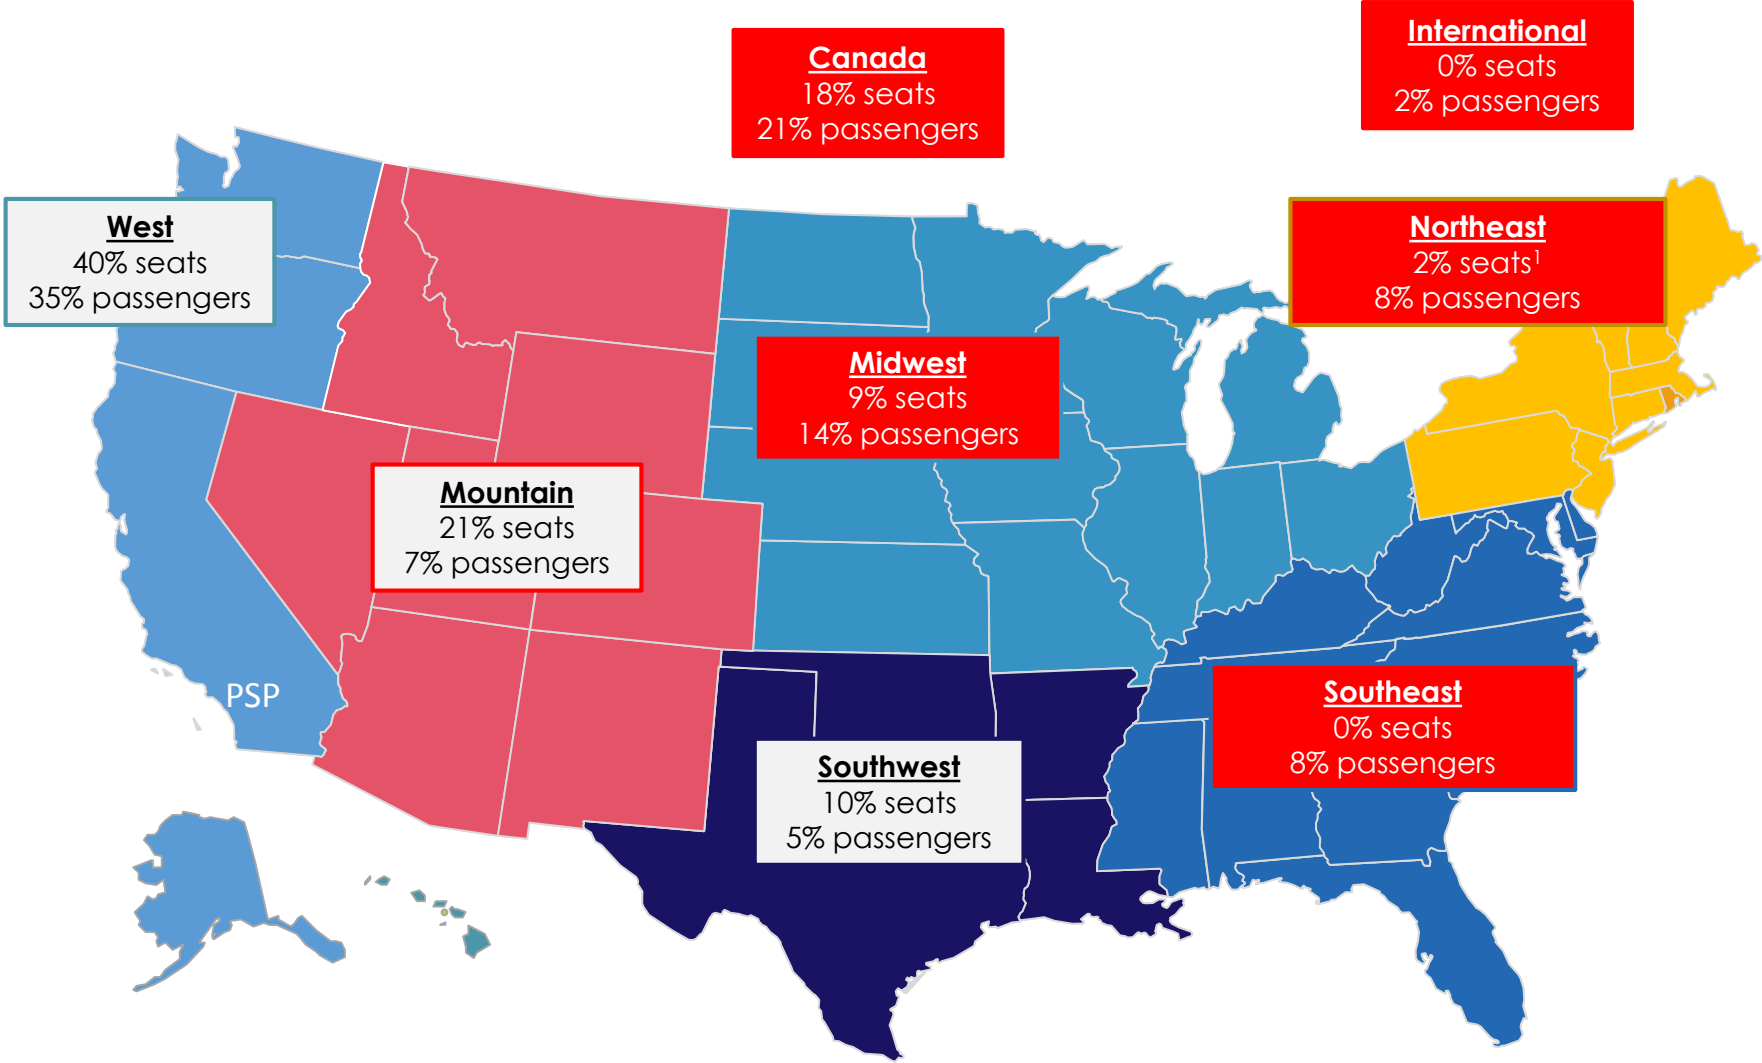 International
0% seats
2% passengers
Canada
18% seats
21% passengers
West
40% seats
35% passengers
Northeast
2% seats¹
8% passengers
Midwest
9% seats
14% passengers
Mountain
21% seats
7% passengers
PSP
Southeast
0% seats
8% passengers
Southwest
10% seats
5% passengers